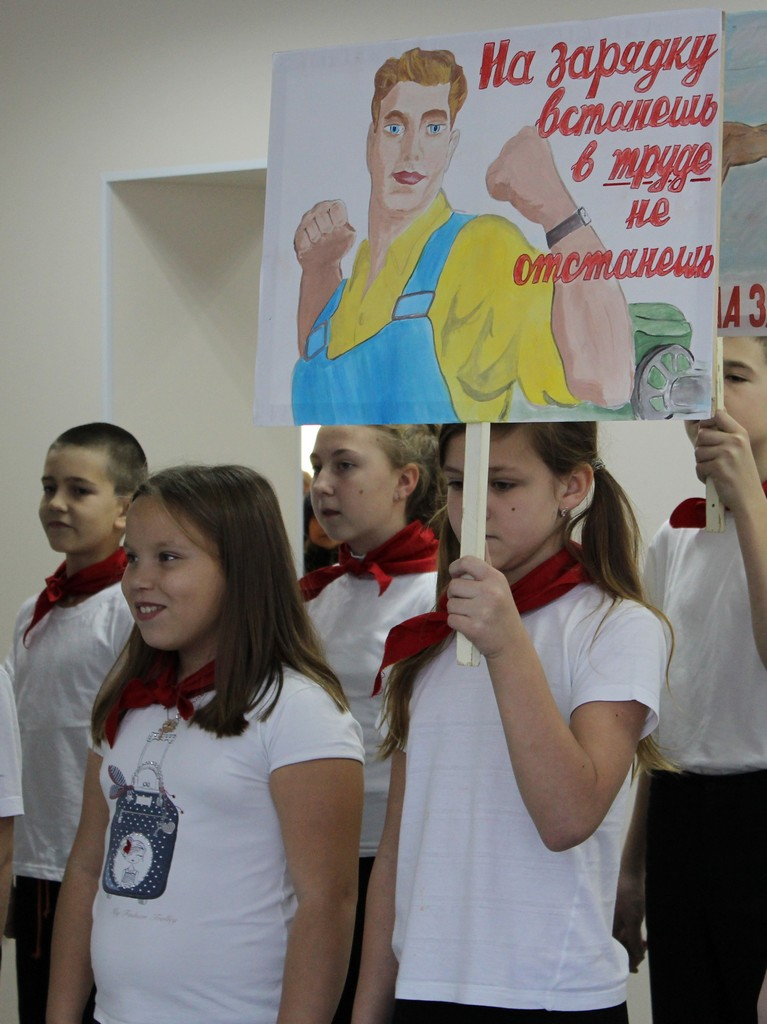 На зарядку
встанешь
в труде
не
отстанешь